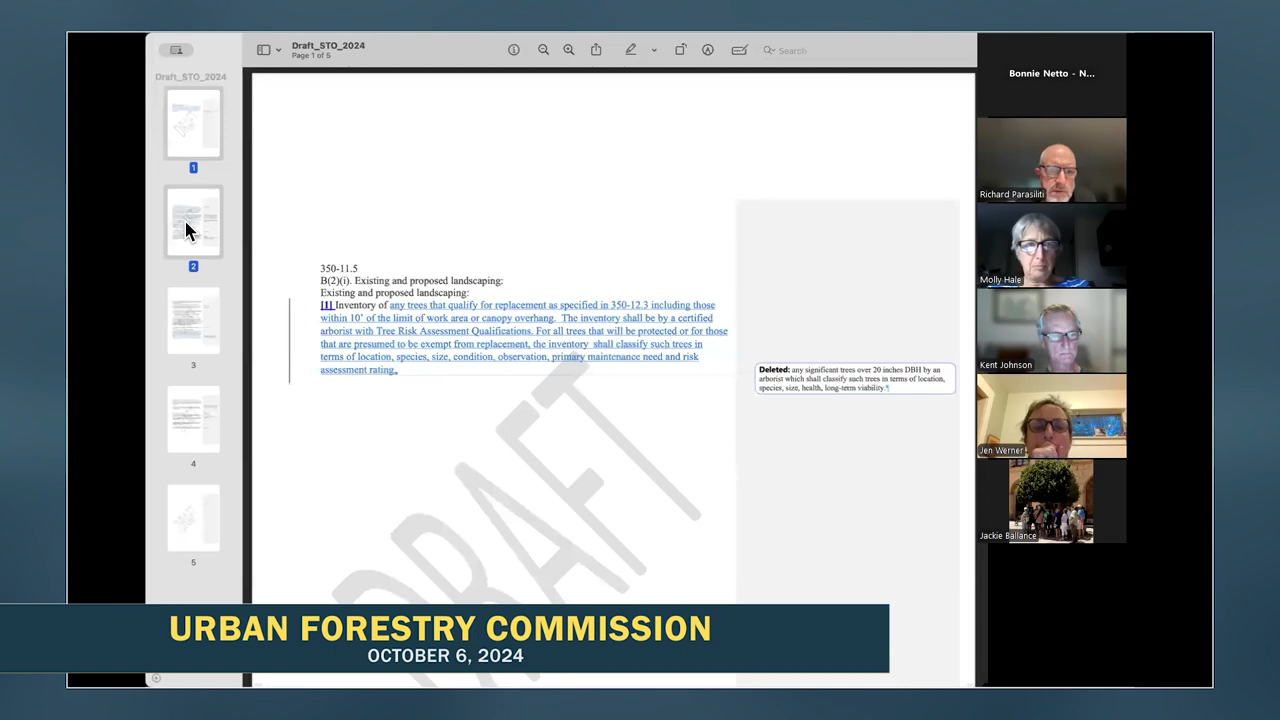 Draft_STO_2024
Page 1 of 5
Search
Draft_STO_2024
1
2
3
4
5
350-11.5
B(2)(i). Existing and proposed landscaping:
Existing and proposed landscaping:
[1] Inventory of any trees that qualify for replacement as specified in 350-12.3 including those
within 10' of the limit of work area or canopy overhang. The inventory shall be by a certified
arborist with Tree Risk Assessment Qualifications. For all trees that will be protected or for those
that are presumed to be exempt from replacement, the inventory shall classify such trees in
terms of location, species, size, condition, observation, primary maintenance need and risk
assessment rating.
Deleted: any significant trees over 20 inches DBH by an
arborist which shall classify such trees in terms of location,
species, size, health, long-term viability.¶
DRAFT
Bonnie Netto - N...
Richard Parasiliti
Molly Hale
Kent Johnson
Jen Werner
Jackie Ballance
URBAN FORESTRY COMMISSION
OCTOBER 6, 2024